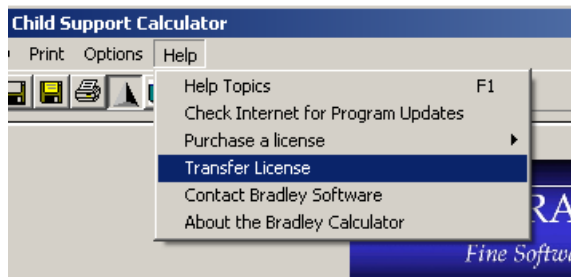 Child Support Calculator
Print Options Help
Help Topics F1
Check Internet for Program Updates
Purchase a license
Transfer License
Contact Bradley Software
About the Bradley Calculator
Fine